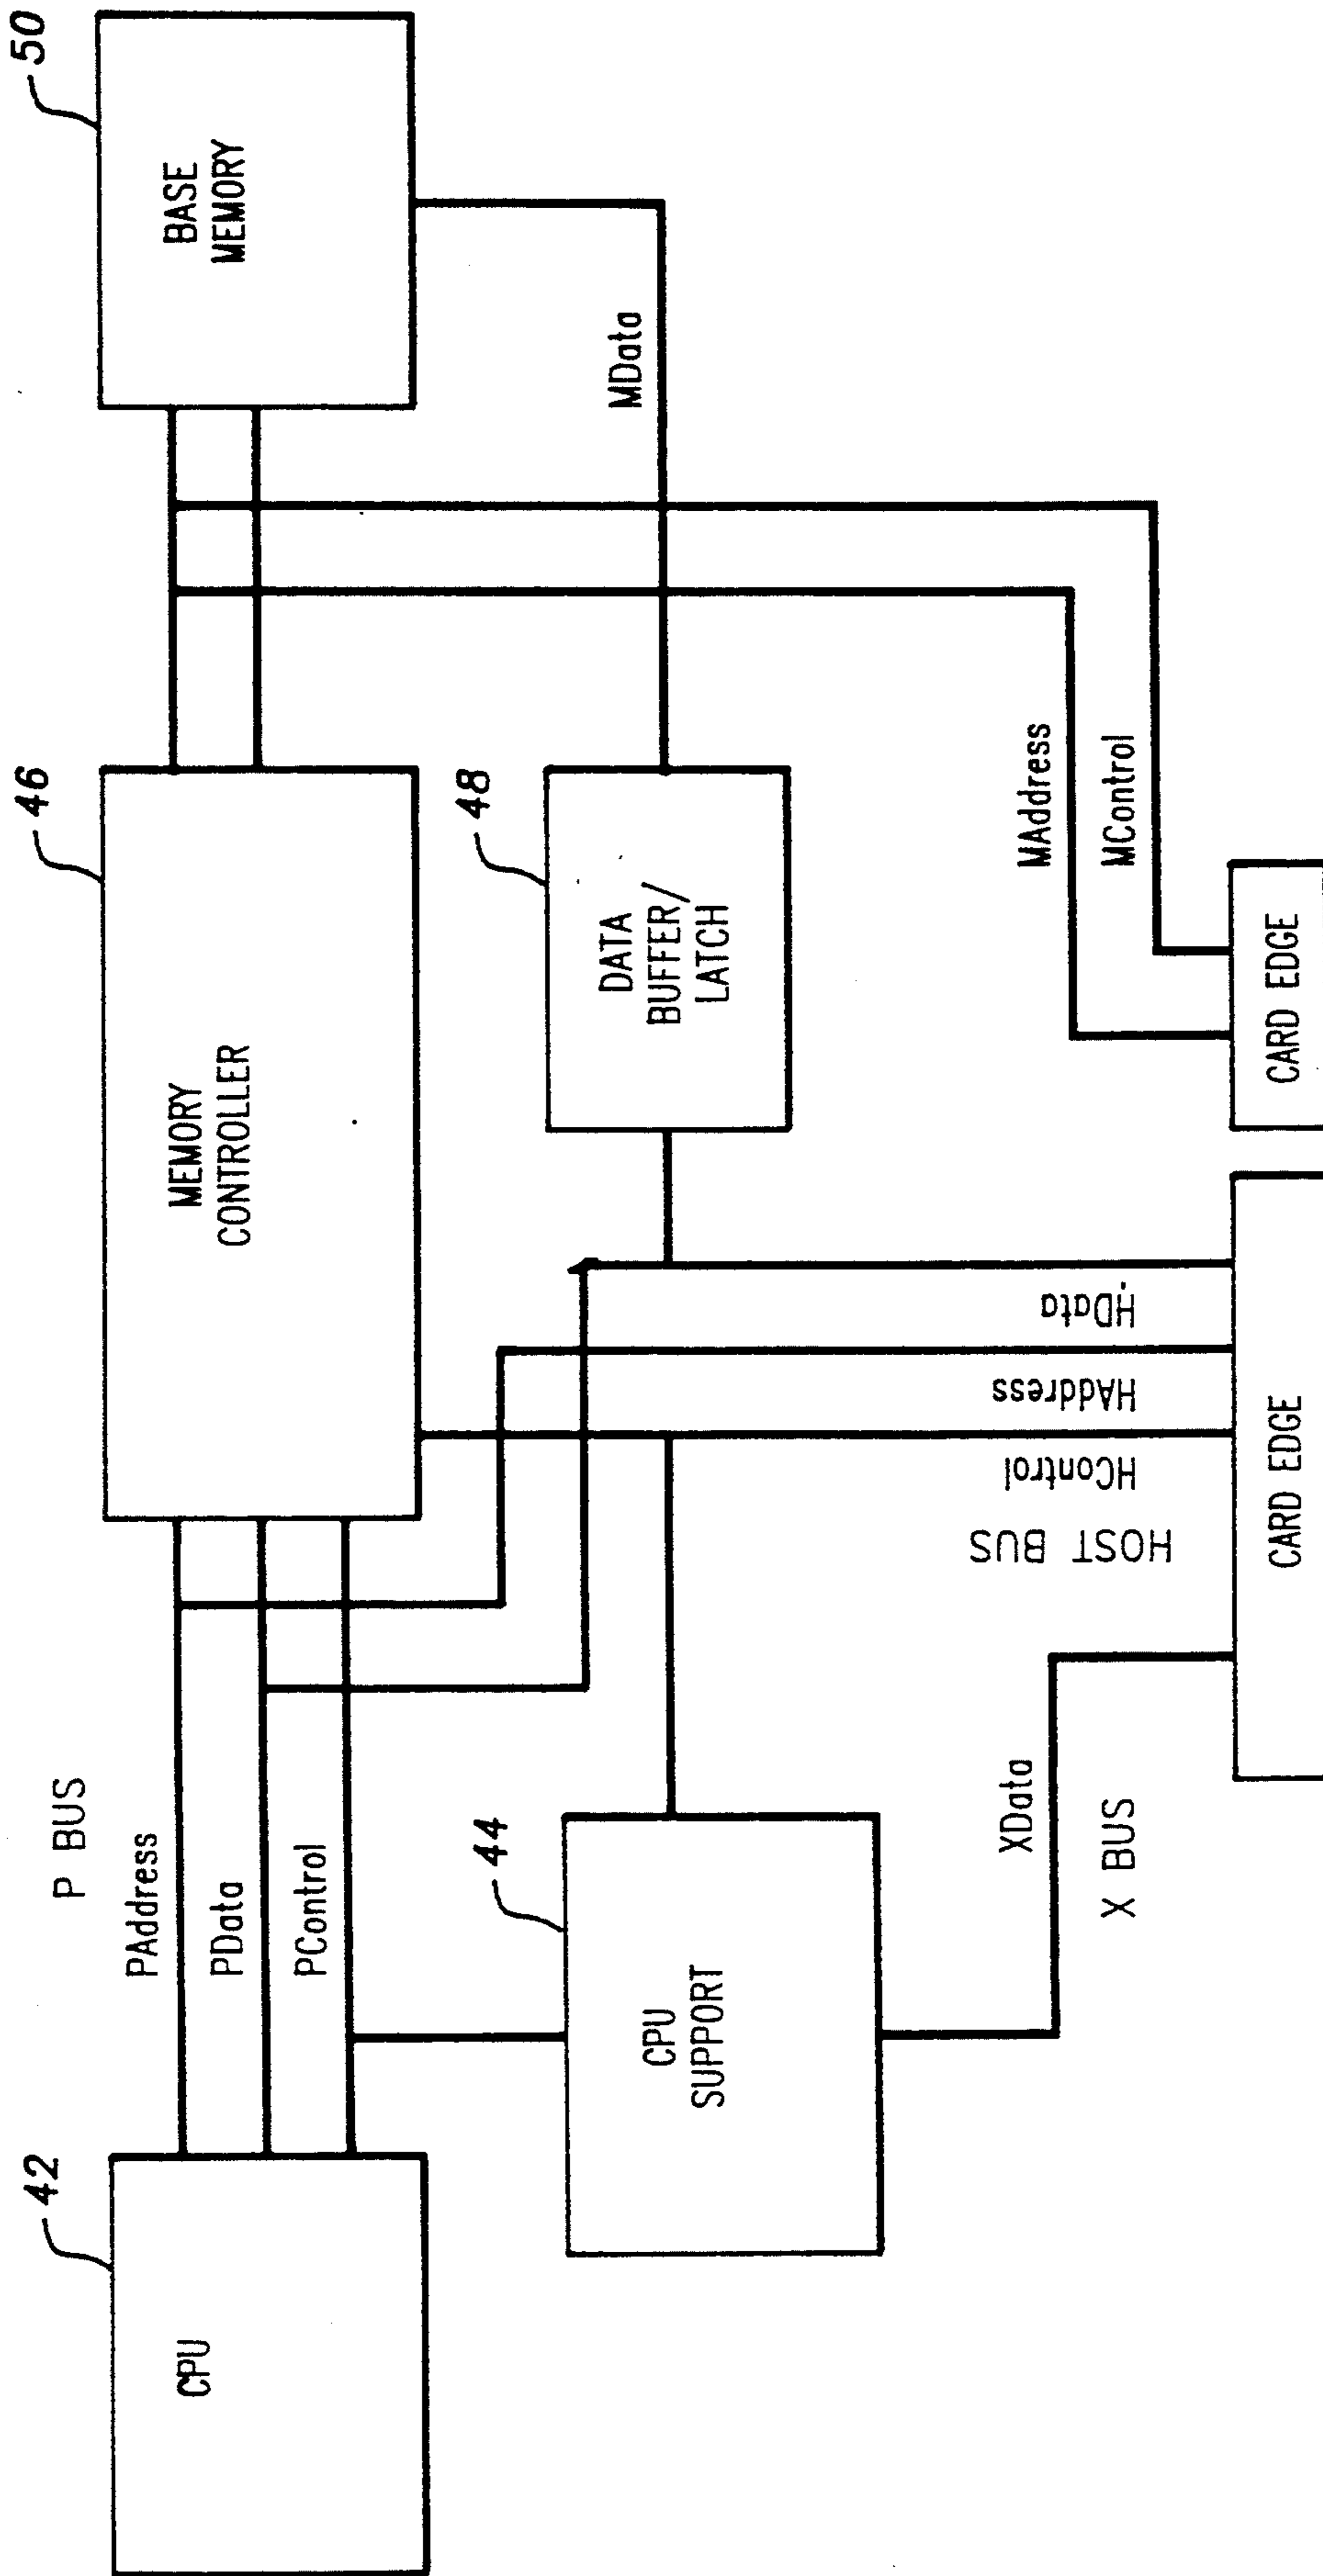 42
CPU
P BUS
PAddress
PData
PControl
46
MEMORY
CONTROLLER
50
BASE
MEMORY
44
CPU
SUPPORT
48
DATA
BUFFER/
LATCH
MData
XData
X BUS
HOST BUS
HControl
HAddress
HData
MAddress
MControl
CARD EDGE
CARD EDGE